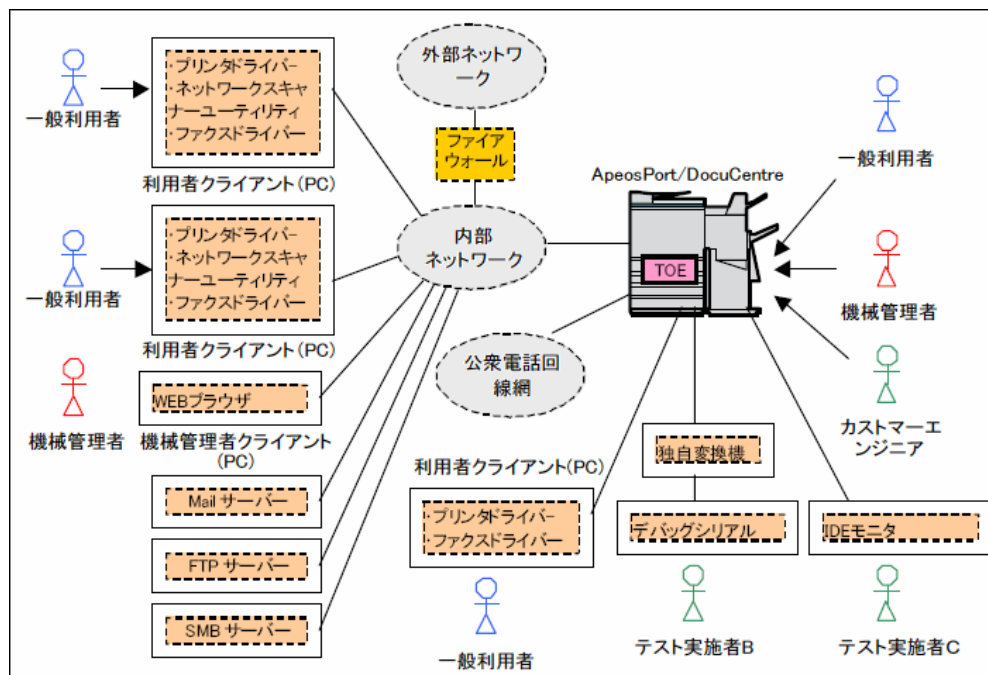 ・プリンタドライバー
・ネットワークスキャ
ナーユーティリティ
・ファクスドライバー
一般利用者
利用者クライアント(PC)
外部ネットワ
ーク
ファイア
ウォール
ApeosPort/DocuCentre
一般利用者
・プリンタドライバー
・ネットワークスキャ
ナーユーティリティ
・ファクスドライバー
一般利用者
利用者クライアント(PC)
内部
ネットワーク
TOE
機械管理者
公衆電話回
線網
WEBブラウザ
機械管理者
機械管理者クライアント
(PC)
カストマーエ
ンジニア
Mail サーバー
FTP サーバー
SMB サーバー
利用者クライアント(PC)
・プリンタドライバー
・ファクスドライバー
一般利用者
独自変換機
デバッグシリアル
テスト実施者B
IDEモニタ
テスト実施者C